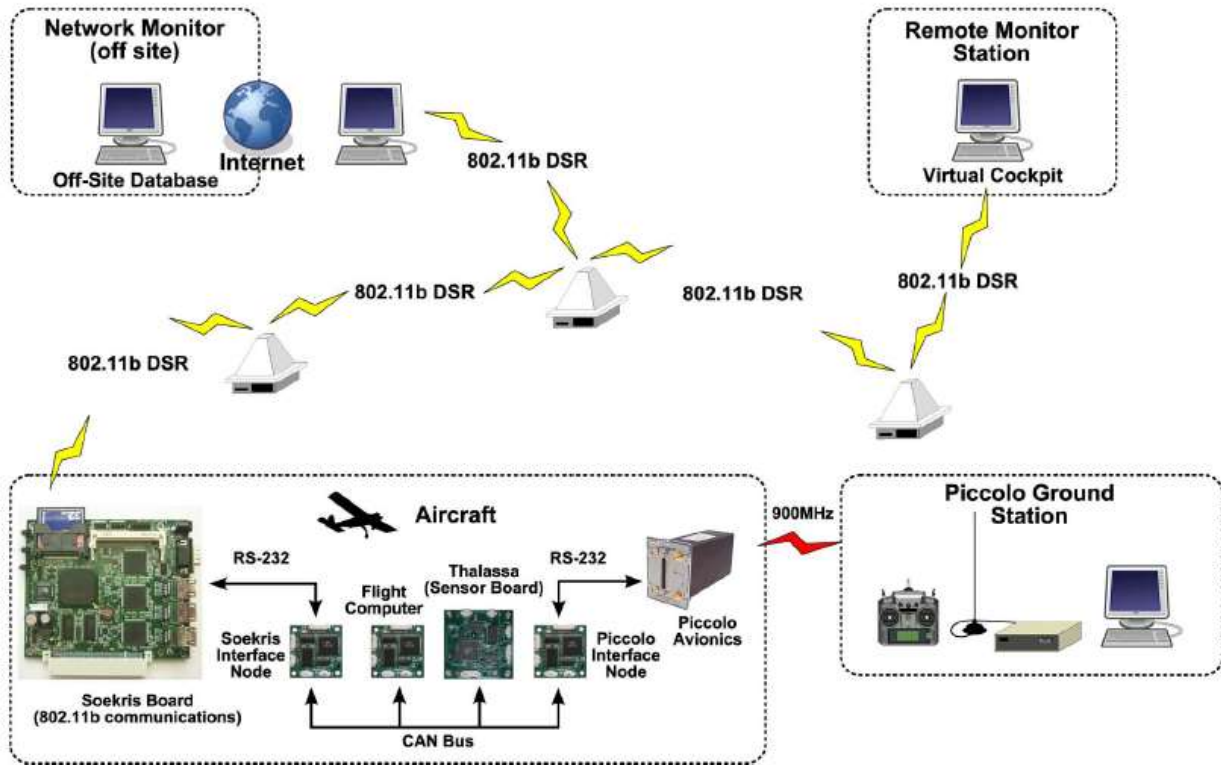 Network Monitor
(off site)
Internet
Off-Site Database
802.11b DSR
Remote Monitor
Station
Virtual Cockpit
802.11b DSR
802.11b DSR
802.11b DSR
802.11b DSR
Aircraft
RS-232
Flight
Computer
Thalassa
(Sensor Board)
RS-232
Soekris
Interface
Node
Piccolo
Interface
Node
Piccolo
Avionics
Soekris Board
(802.11b communications)
CAN Bus
900MHz
Piccolo Ground
Station